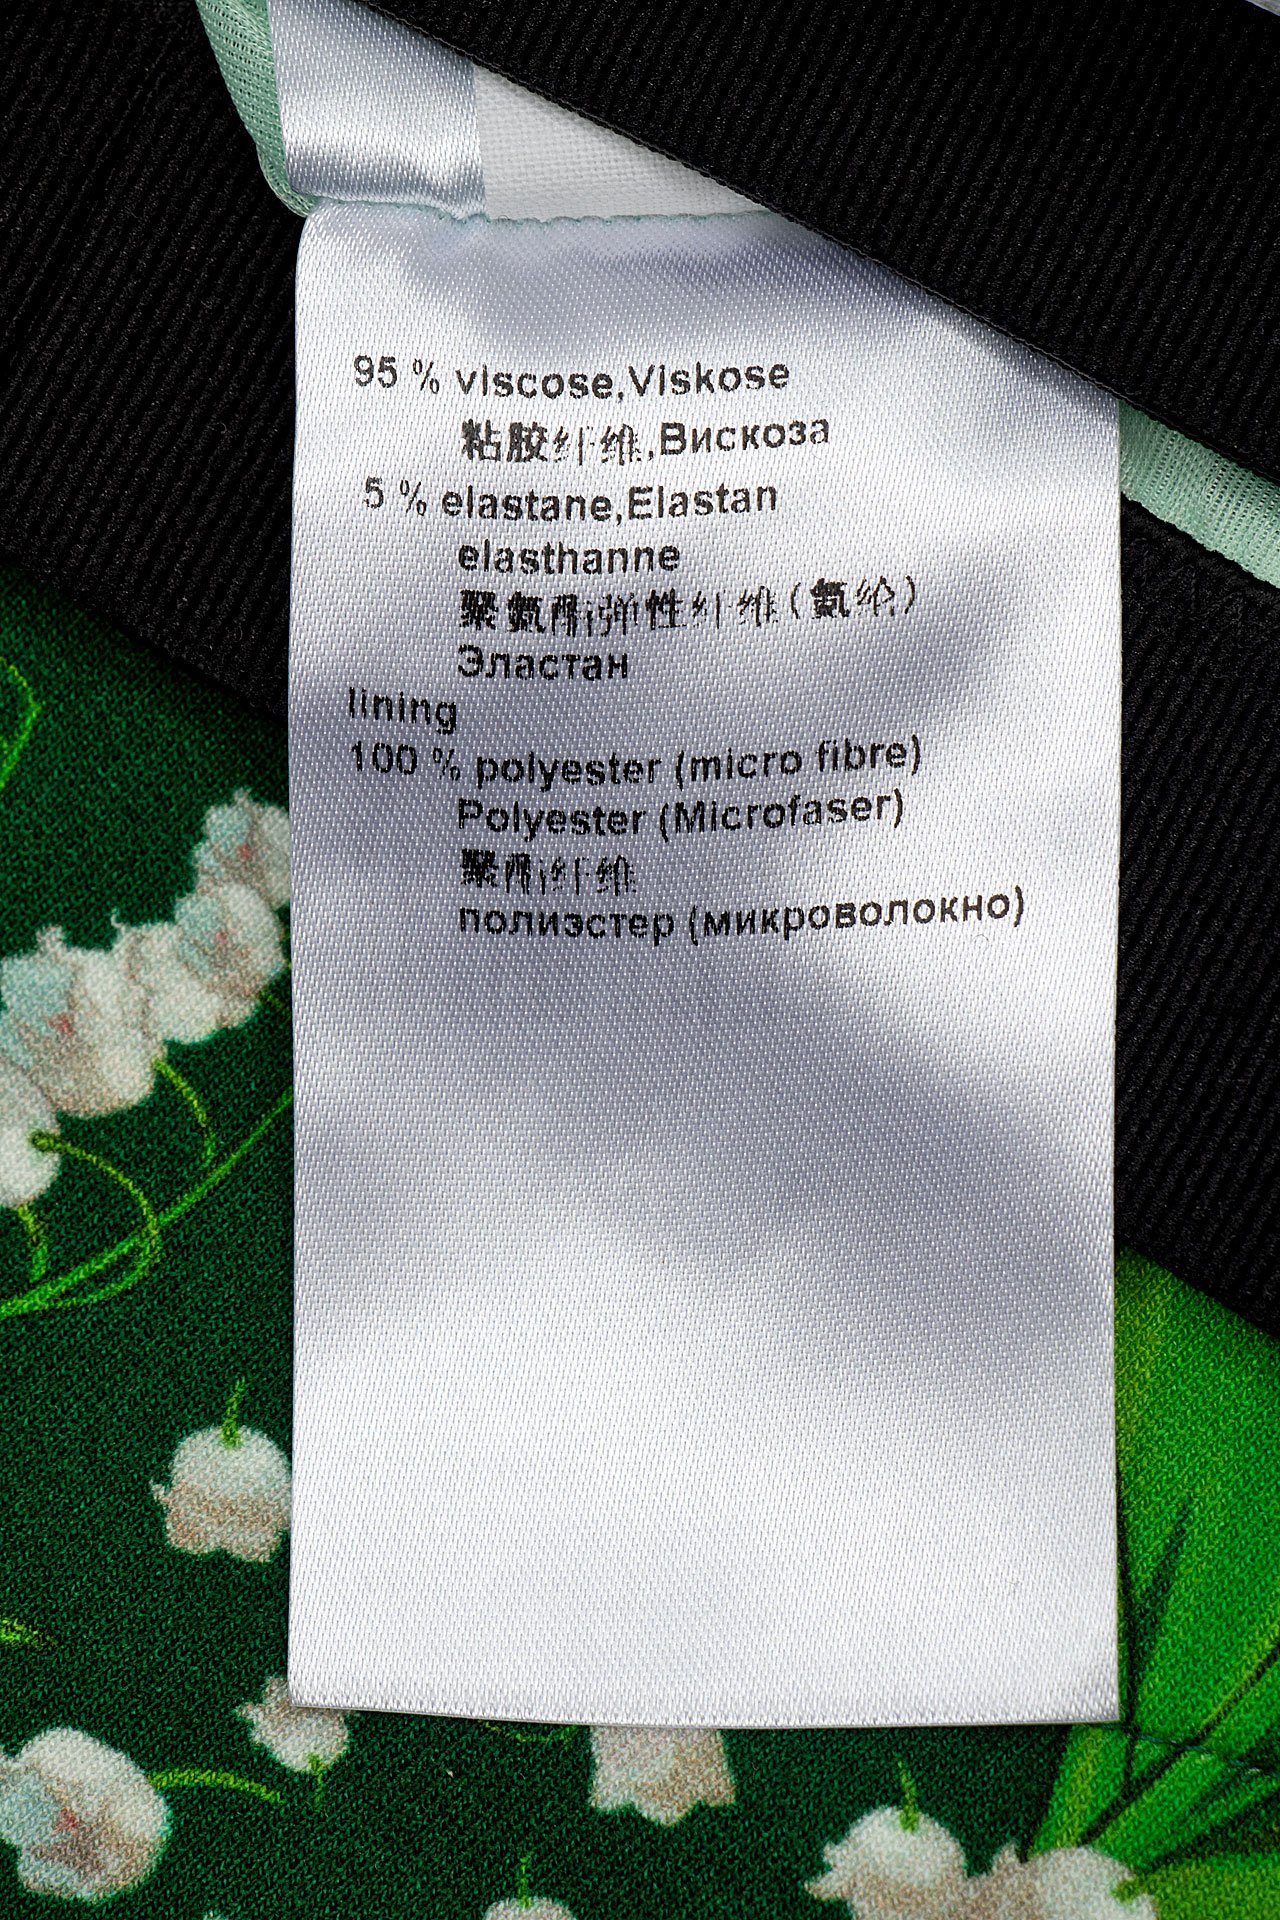 95 % viscose,Viskose
粘胶纤维,Вискоза
5 % elastane,Elastan
elasthanne
聚氨酯弹性纤维(氨纶)
Эластан
lining
100 % polyester (micro fibre)
Polyester (Microfaser)
聚酯纤维
полиэстер (микроволокно)